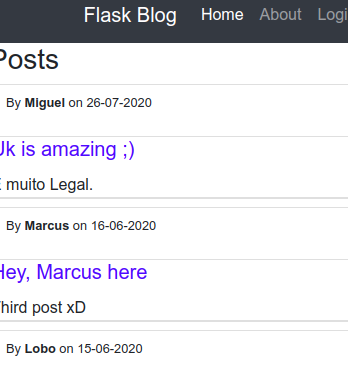 Flask Blog Home About Logi
Posts
By Miguel on 26-07-2020
Uk is amazing ;)
É muito Legal.
By Marcus on 16-06-2020
Hey, Marcus here
Third post xD
By Lobo on 15-06-2020